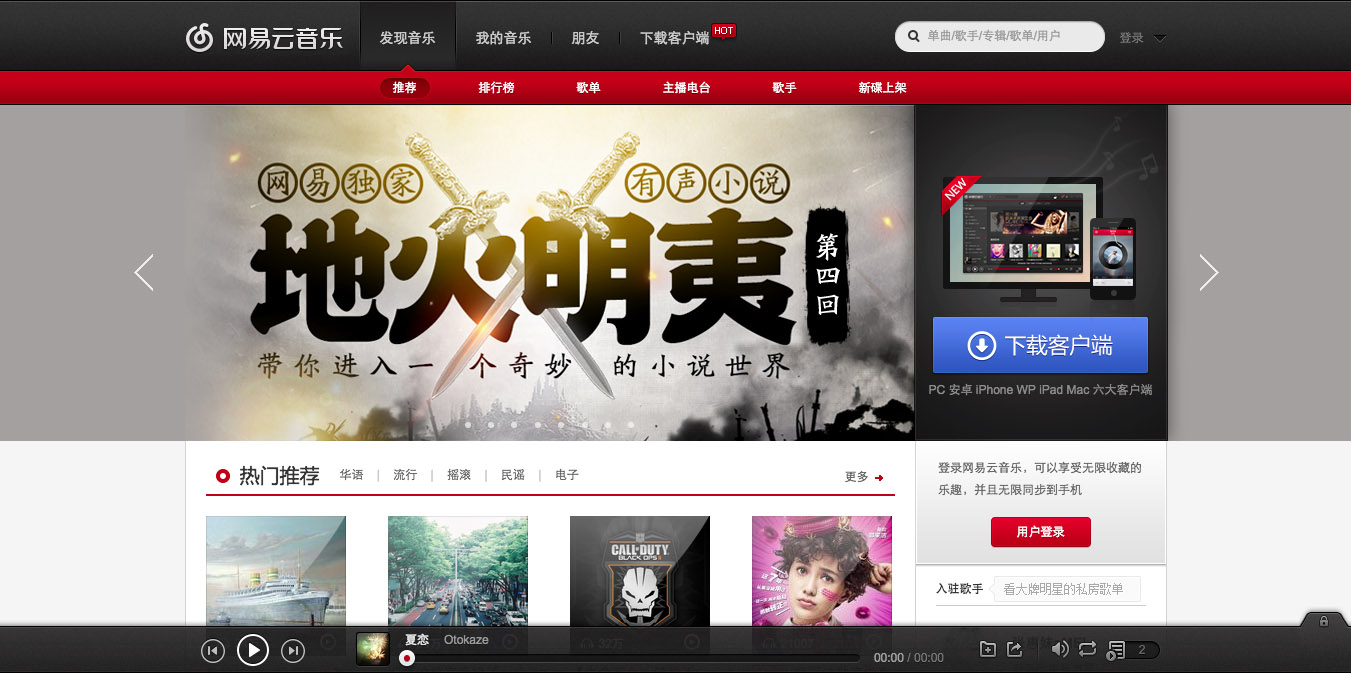 网易云音乐
发现音乐
我的音乐
朋友
下载客户端
HOT
单曲/歌手/专辑/歌单/用户
登录
推荐
排行榜
歌单
主播电台
歌手
新碟上架
网易独家
有声小说
地火明夷
第四回
带你进入一个奇妙的小说世界
NEW
下载客户端
PC 安卓 iPhone WP iPad Mac 六大客户端
热门推荐
华语
流行
摇滚
民谣
电子
更多
登录网易云音乐，可以享受无限收藏的
乐趣，并且无限同步到手机
用户登录
CALL·DUTY
BLACK OPS II
入驻歌手
看大牌明星的私房歌单
夏恋 Otokaze
00:00 / 00:00
2